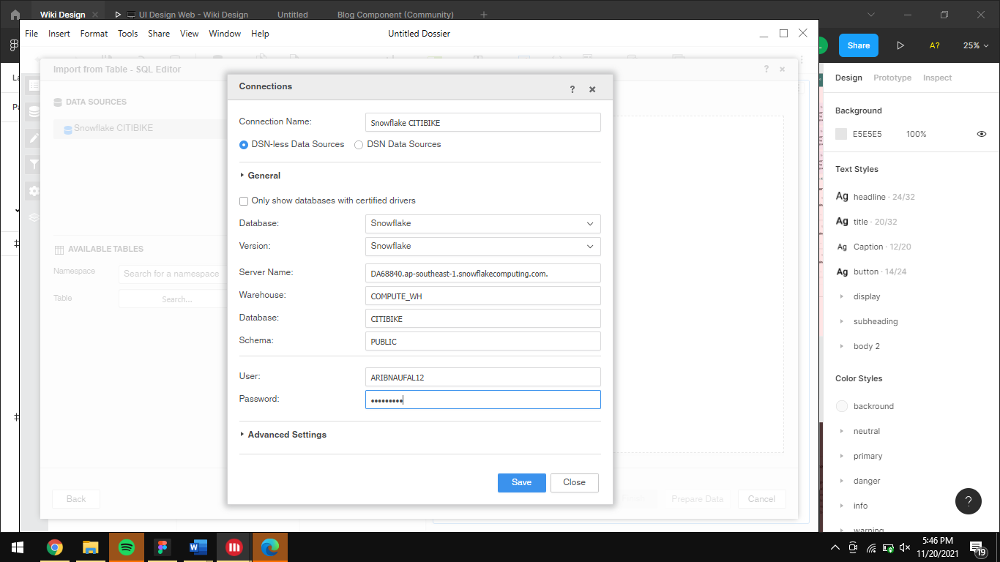 Wiki Design
UI Design Web - Wiki Design
Untitled
Blog Component (Community)
File Insert Format Tools Share View Window Help
Untitled Dossier
Share
A?
25%
Import from Table - SQL Editor
?
DATA SOURCES
Snowflake CITIBIKE
AVAILABLE TABLES
Namespace
Search for a namespace
Table
Search...
Back
Prepare Data
Cancel
Connections
?
Connection Name:
Snowflake CITIBIKE
DSN-less Data Sources
DSN Data Sources
General
Only show databases with certified drivers
Database:
Snowflake
Version:
Snowflake
Server Name:
DA68840.ap-southeast-1.snowflakecomputing.com.
Warehouse:
COMPUTE_WH
Database:
CITIBIKE
Schema:
PUBLIC
User:
ARIBNAUFAL12
Password:
•••••••••
Advanced Settings
Save
Close
Design Prototype Inspect
Background
E5E5E5 100%
Text Styles
Ag headline · 24/32
Ag title · 20/32
Ag Caption · 12/20
Ag button · 14/24
display
subheading
body 2
Color Styles
backround
neutral
primary
danger
info
warning
?
5:46 PM
11/20/2021
19